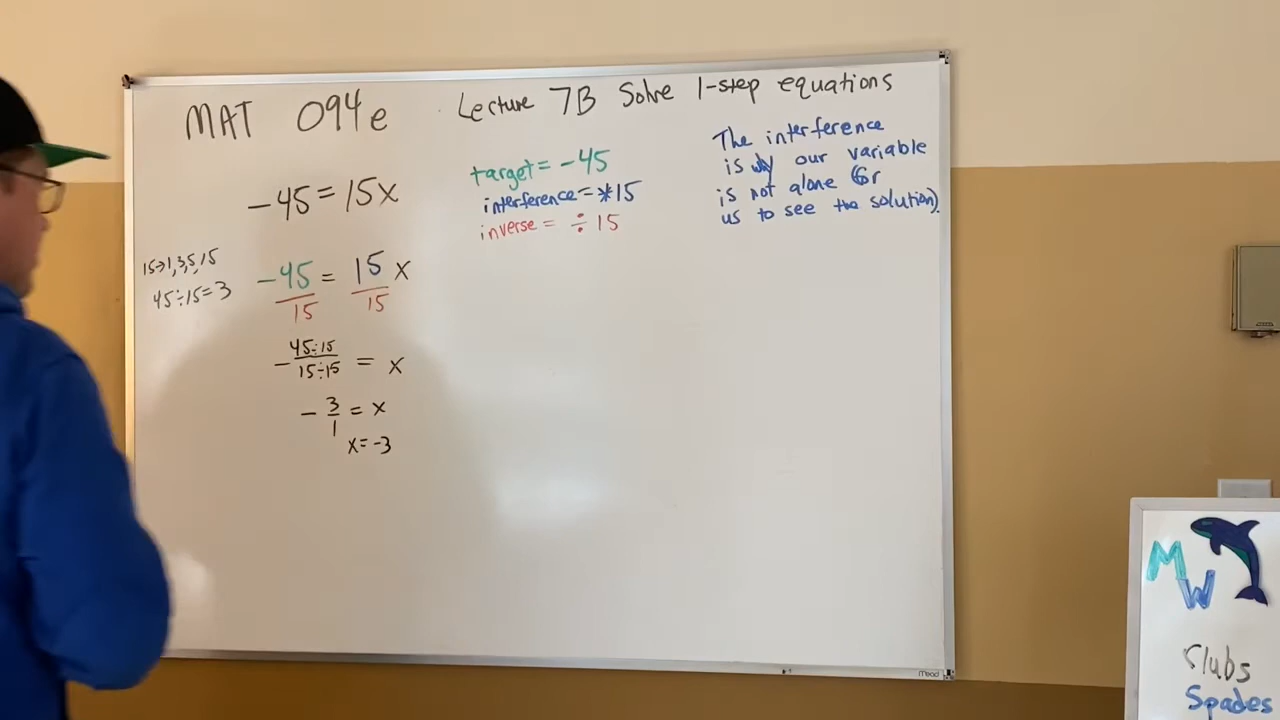 MAT 094e
Lecture 7B Solve 1-step equations
-45 = 15x
target = -45
interference = *15
inverse = ÷ 15
The interference
is why our variable
is not alone (for
us to see the solution).
15→1,3,5,15
45÷15=3
-45/15 = 15/15 x
- 45÷15/15÷15 = x
- 3/1 = x
x = -3
Mead
MW
Clubs
Spades